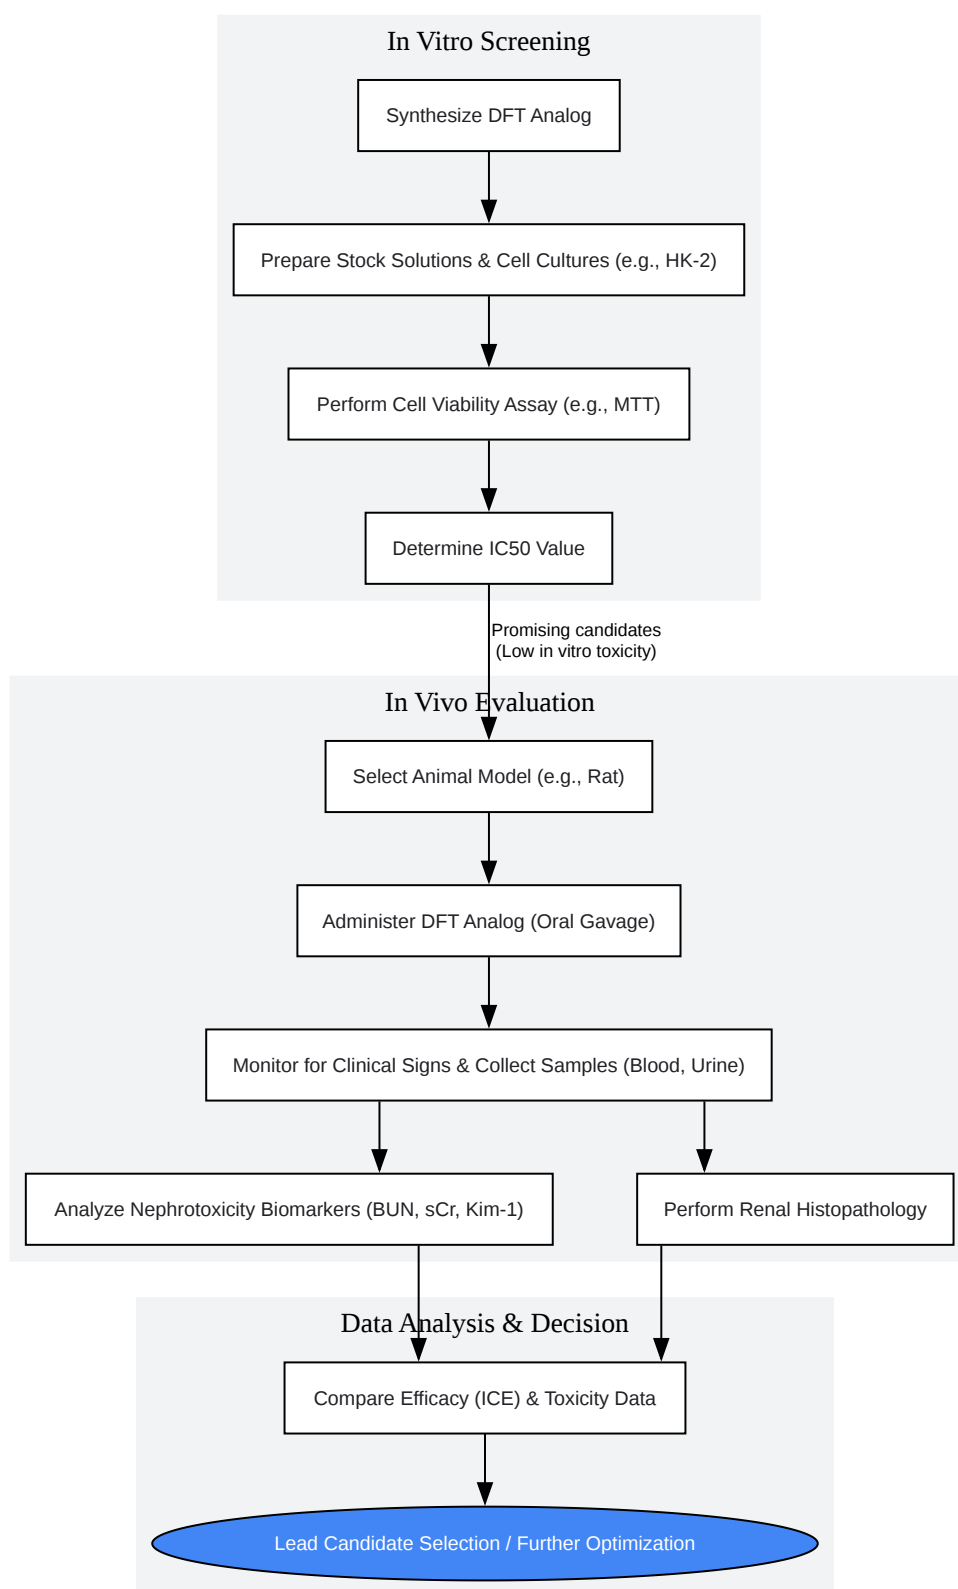 In Vitro Screening
Synthesize DFT Analog
Prepare Stock Solutions & Cell Cultures (e.g., HK-2)
Perform Cell Viability Assay (e.g., MTT)
Determine IC50 Value
Promising candidates
(Low in vitro toxicity)
In Vivo Evaluation
Select Animal Model (e.g., Rat)
Administer DFT Analog (Oral Gavage)
Monitor for Clinical Signs & Collect Samples (Blood, Urine)
Analyze Nephrotoxicity Biomarkers (BUN, sCr, Kim-1)
Perform Renal Histopathology
Data Analysis & Decision
Compare Efficacy (ICE) & Toxicity Data
Lead Candidate Selection / Further Optimization